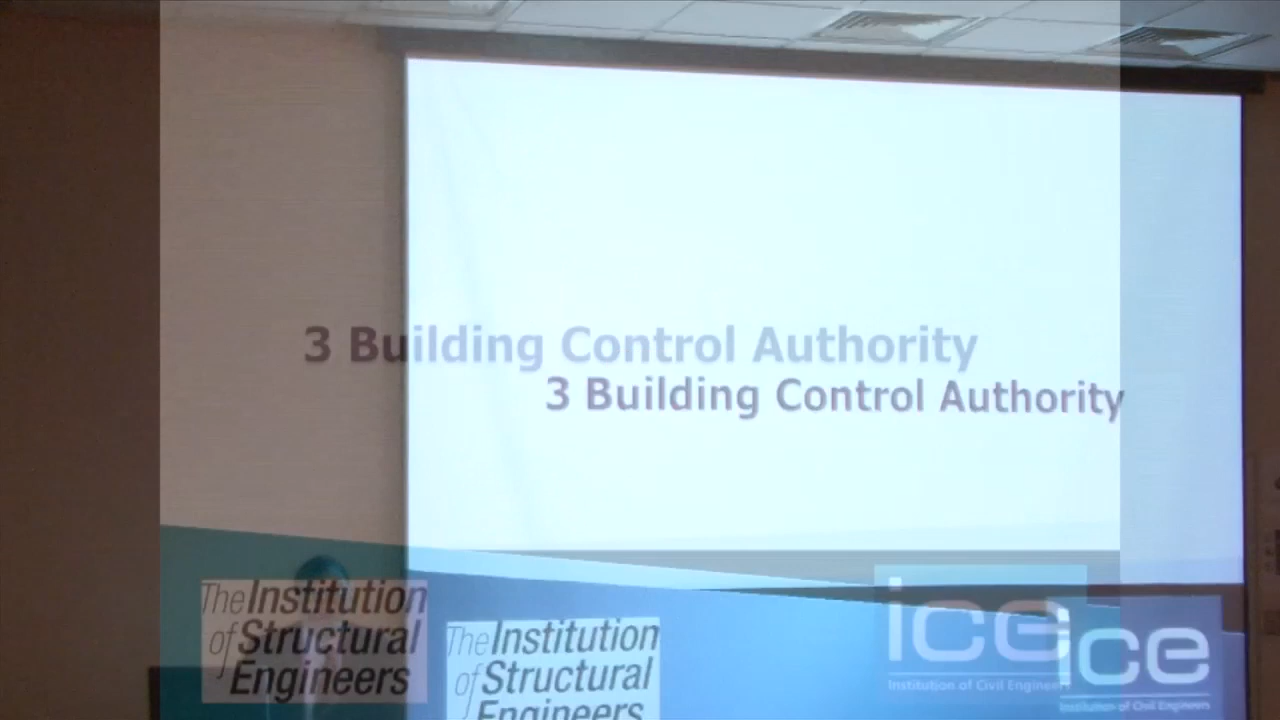 3 Building Control Authority
3 Building Control Authority
The Institution
of Structural
Engineers
The Institution
of Structural
Engineers
ice
Institution of Civil Engineers
ice
Institution of Civil Engineers